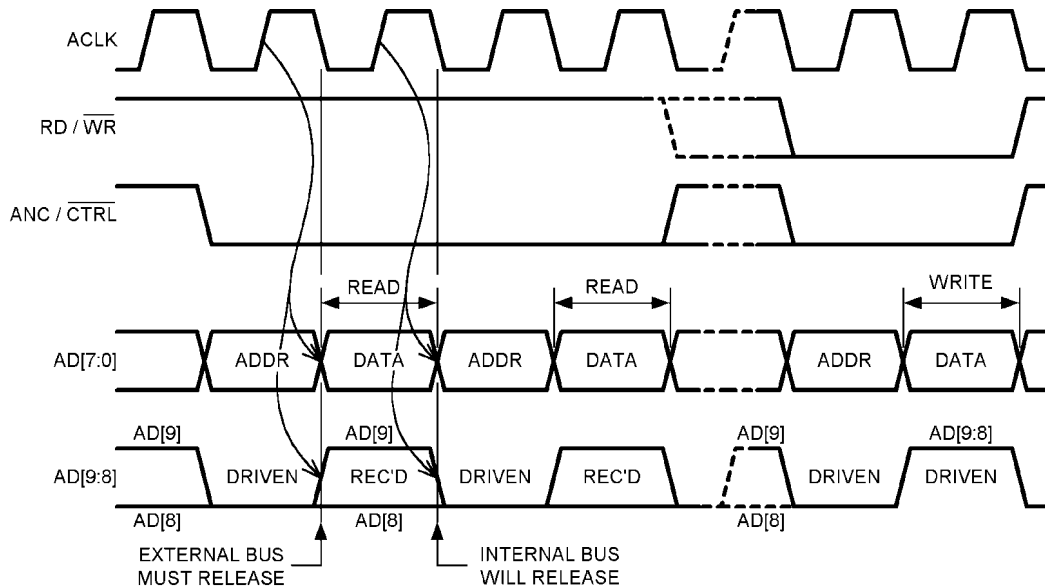 ACLK
RD / WR
ANC / CTRL
READ
READ
WRITE
AD[7:0]
ADDR
DATA
ADDR
DATA
ADDR
DATA
AD[9]
AD[9]
AD[9]
AD[9:8]
AD[9:8]
DRIVEN
REC'D
DRIVEN
REC'D
DRIVEN
DRIVEN
AD[8]
AD[8]
AD[8]
EXTERNAL BUS
MUST RELEASE
INTERNAL BUS
WILL RELEASE